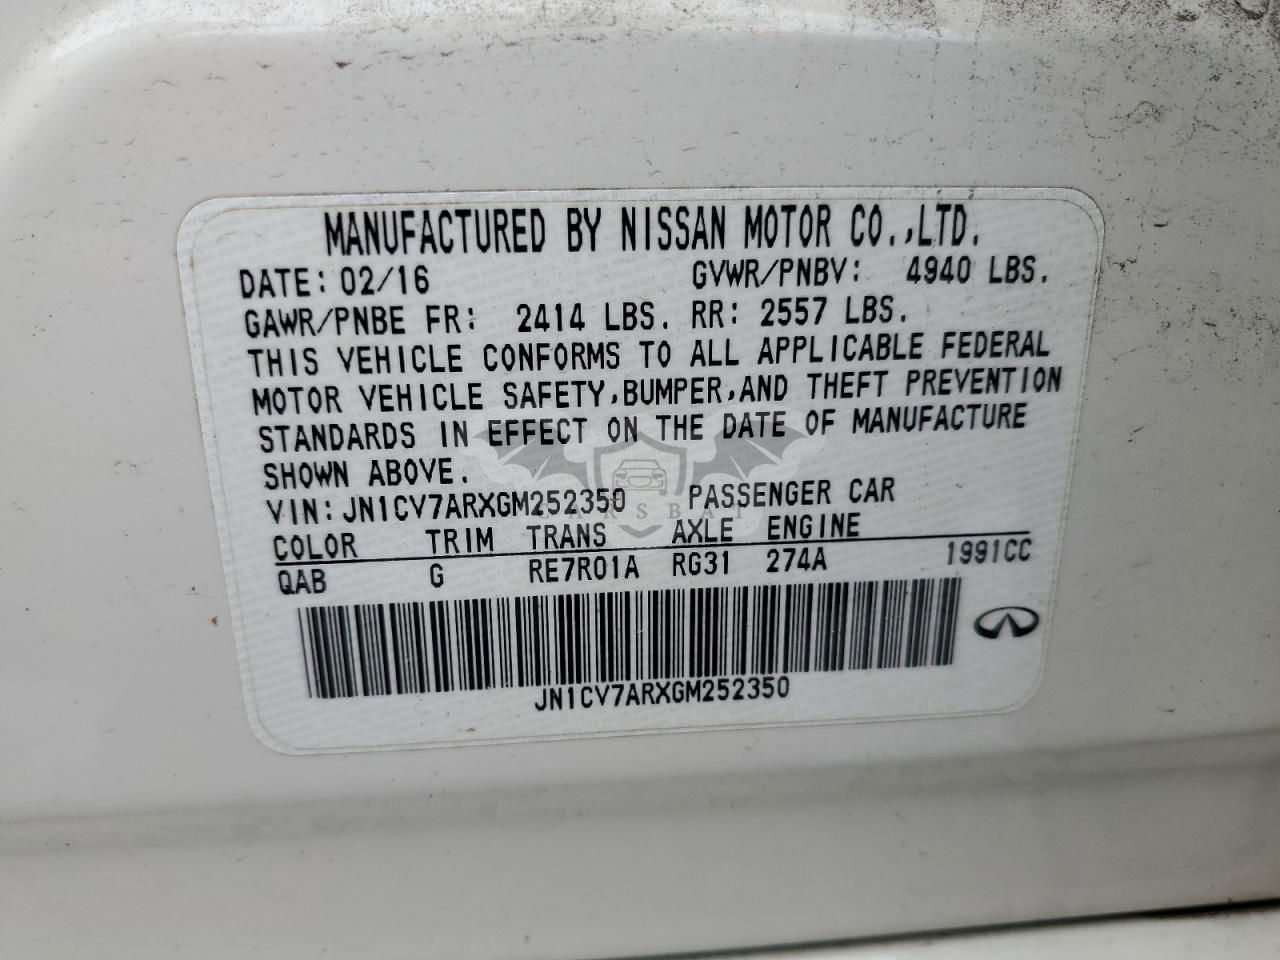 MANUFACTURED BY NISSAN MOTOR CO.,LTD.
DATE: 02/16 GVWR/PNBV: 4940 LBS.
GAWR/PNBE FR: 2414 LBS. RR: 2557 LBS.
THIS VEHICLE CONFORMS TO ALL APPLICABLE FEDERAL
MOTOR VEHICLE SAFETY,BUMPER,AND THEFT PREVENTION
STANDARDS IN EFFECT ON THE DATE OF MANUFACTURE
SHOWN ABOVE.
VIN: JN1CV7ARXGM252350 PASSENGER CAR
CARSBAT
COLOR TRIM TRANS AXLE ENGINE
QAB G RE7R01A RG31 274A 1991CC
JN1CV7ARXGM252350